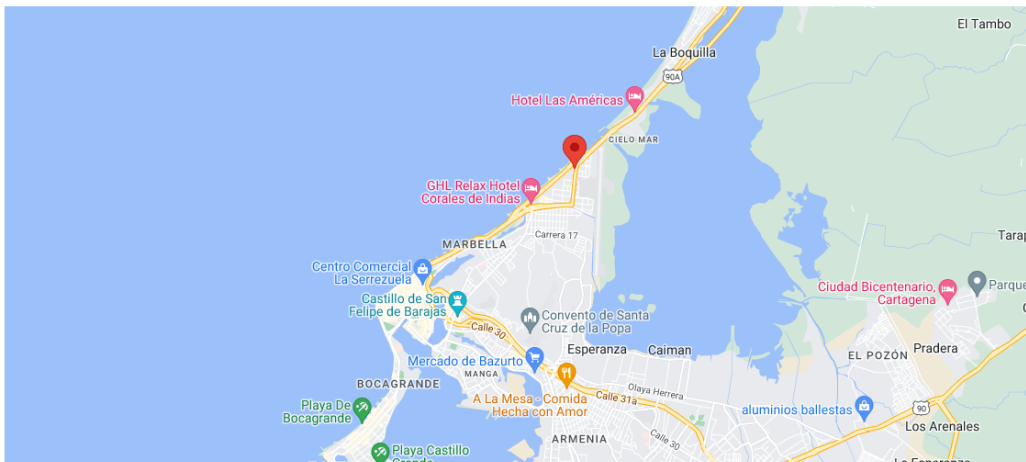 El Tambo
La Boquilla
90A
Hotel Las Américas
CIELO MAR
GHL Relax Hotel
Corales de Indias
Carrera 17
MARBELLA
Tarap
Centro Comercial
La Serrezuela
Castillo de San
Felipe de Barajas
Ciudad Bicentenario,
Cartagena
Parque
Calle 30
Convento de Santa
Cruz de la Popa
Esperanza
Caiman
Mercado de Bazurto
EL POZÓN
Pradera
MANGA
BOCAGRANDE
Olaya Herrera
A La Mesa - Comida
Hecha con Amor
Calle 31a
Playa De
Bocagrande
aluminios ballestas
90
Los Arenales
ARMENIA
Calle 30
Playa Castillo